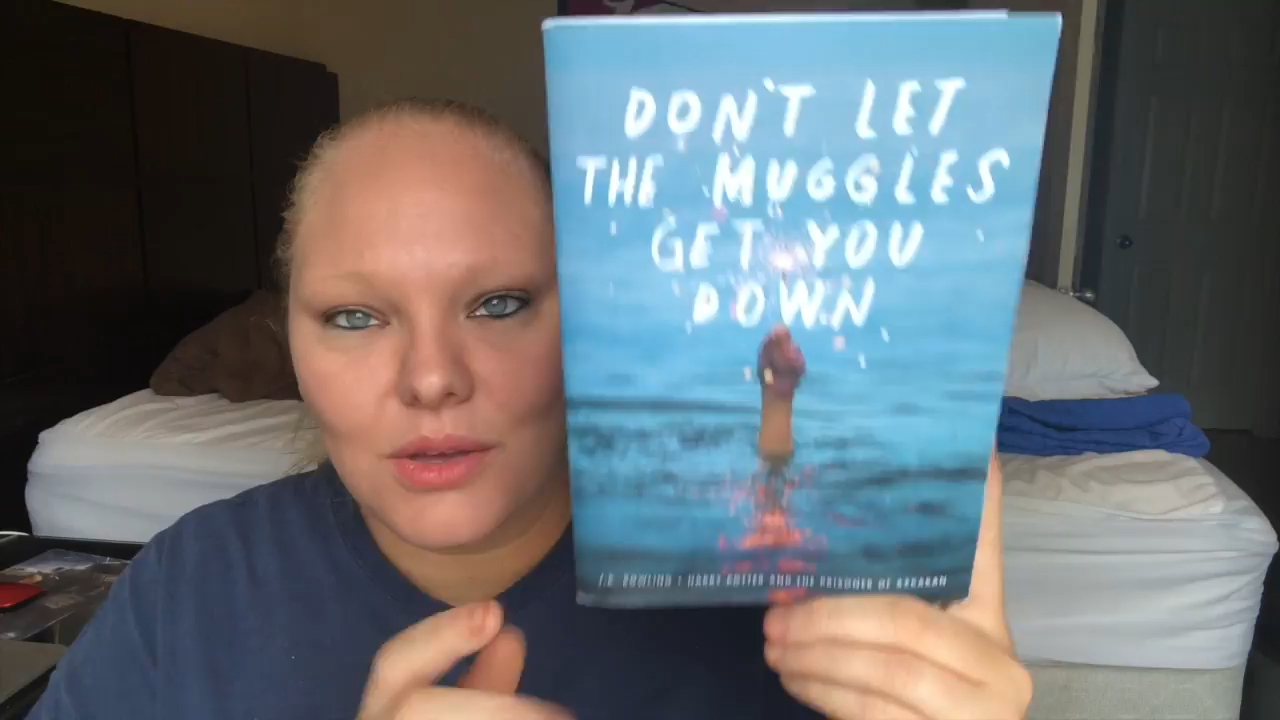 DON'T LET
THE MUGGLES
GET YOU
DOWN
J.K. ROWLING | HARRY POTTER AND THE PRISONER OF AZKABAN